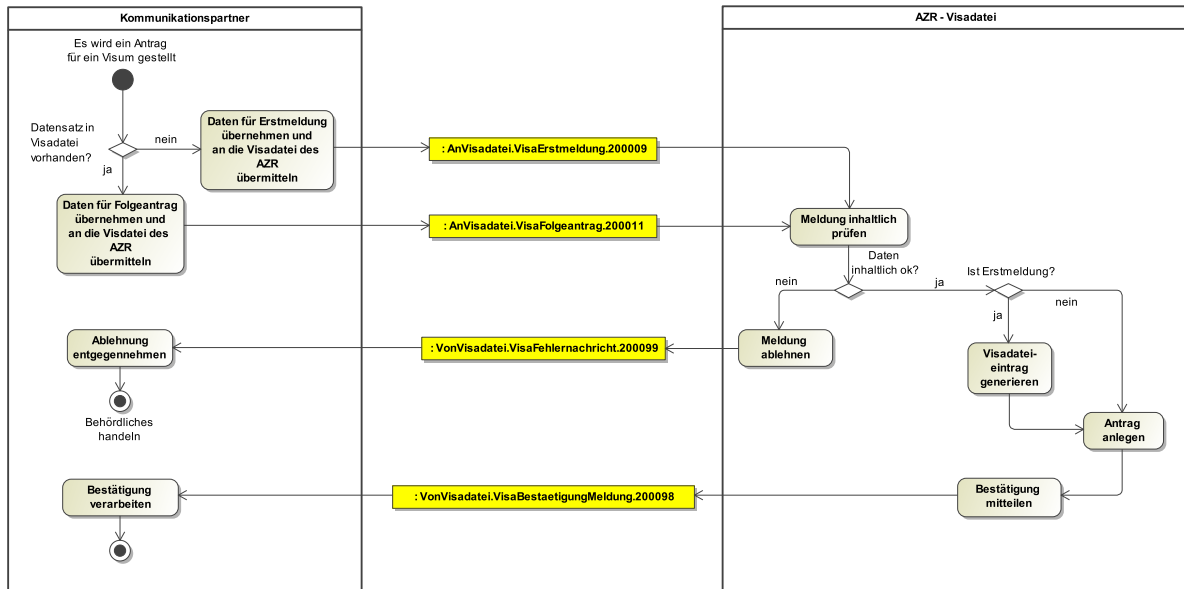 Kommunikationspartner
AZR - Visadatei
Es wird ein Antrag
für ein Visum gestellt
Datensatz in
Visadatei
vorhanden?
nein
ja
Daten für Erstmeldung
übernehmen und
an die Visadatei des
AZR
übermitteln
: AnVisadatei.VisaErstmeldung.200009
Daten für Folgeantrag
übernehmen und
an die Visdatei des
AZR
übermitteln
: AnVisadatei.VisaFolgeantrag.200011
Meldung inhaltlich
prüfen
Daten
inhaltlich ok?
nein
ja
Ist Erstmeldung?
ja
nein
Ablehnung
entgegennehmen
: VonVisadatei.VisaFehlernachricht.200099
Meldung
ablehnen
Visadatei-
eintrag
generieren
Behördliches
handeln
Antrag
anlegen
Bestätigung
verarbeiten
: VonVisadatei.VisaBestaetigungMeldung.200098
Bestätigung
mitteilen